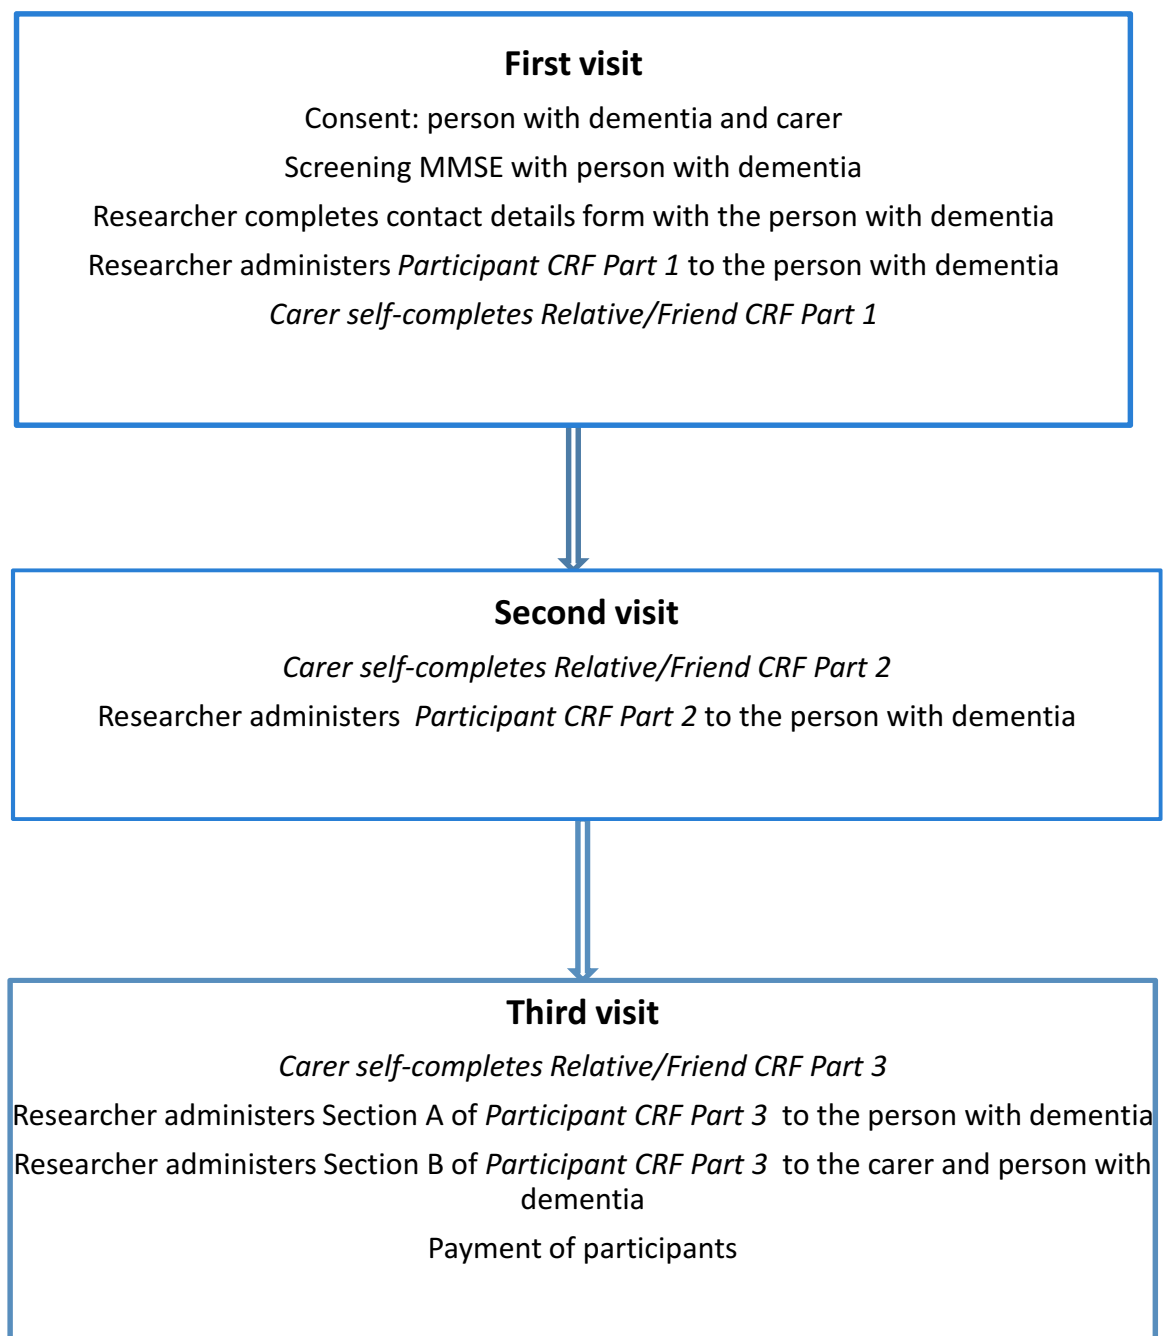 First visit
Consent: person with dementia and carer
Screening MMSE with person with dementia
Researcher completes contact details form with the person with dementia
Researcher administers Participant CRF Part 1 to the person with dementia
Carer self-completes Relative/Friend CRF Part 1
Second visit
Carer self-completes Relative/Friend CRF Part 2
Researcher administers Participant CRF Part 2 to the person with dementia
Third visit
Carer self-completes Relative/Friend CRF Part 3
Researcher administers Section A of Participant CRF Part 3 to the person with dementia
Researcher administers Section B of Participant CRF Part 3 to the carer and person with
dementia
Payment of participants